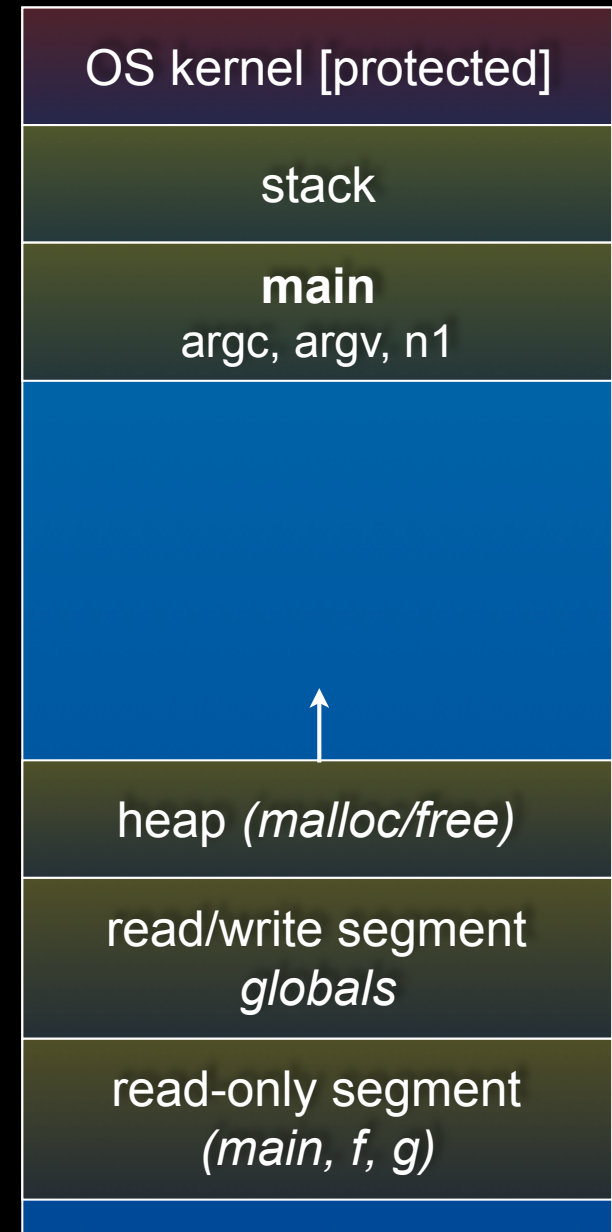 OS kernel [protected]
stack
main
argc, argv, n1
heap (malloc/free)
read/write segment
globals
read-only segment
(main, f, g)